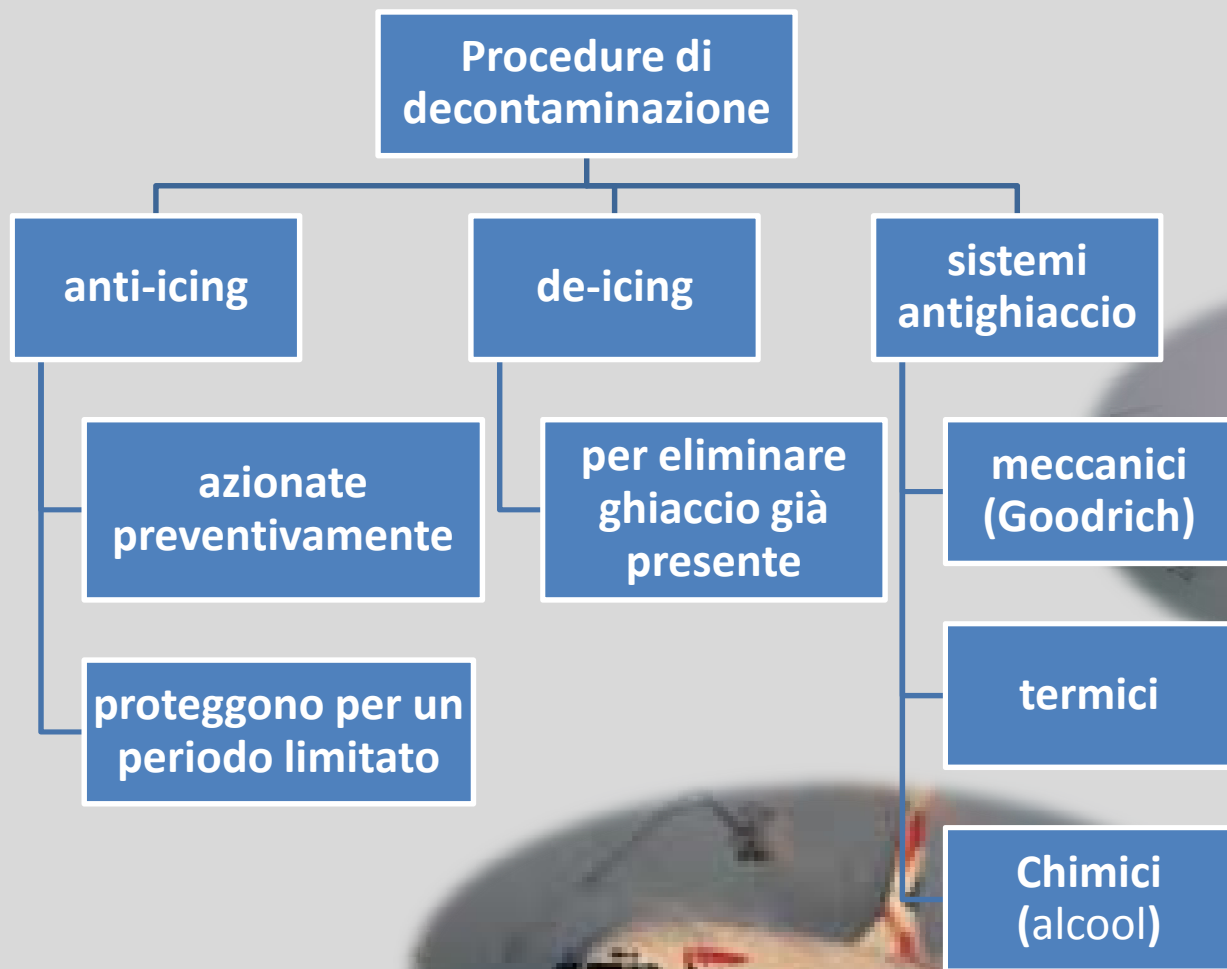 Procedure di
decontaminazione
anti-icing
azionate
preventivamente
proteggono per un
periodo limitato
de-icing
per eliminare
ghiaccio già
presente
sistemi
antighiaccio
meccanici
(Goodrich)
termici
Chimici
(alcool)